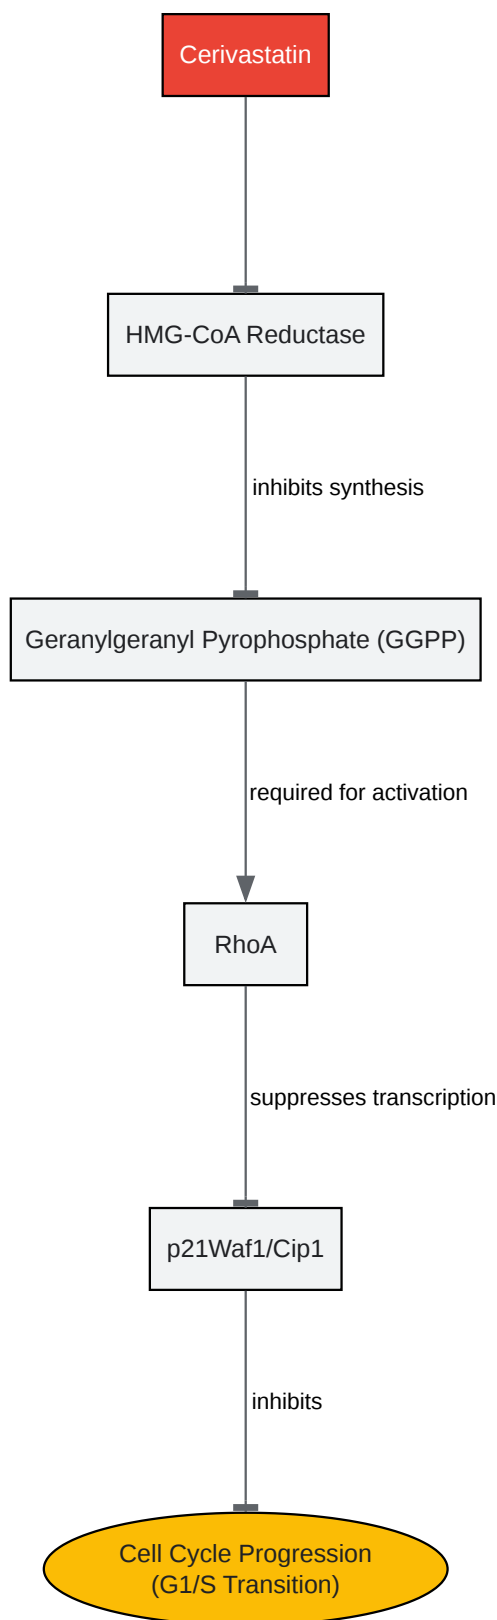 Cerivastatin
HMG-CoA Reductase
inhibits synthesis
Geranylgeranyl Pyrophosphate (GGPP)
required for activation
RhoA
suppresses transcription
p21Waf1/Cip1
inhibits
Cell Cycle Progression
(G1/S Transition)